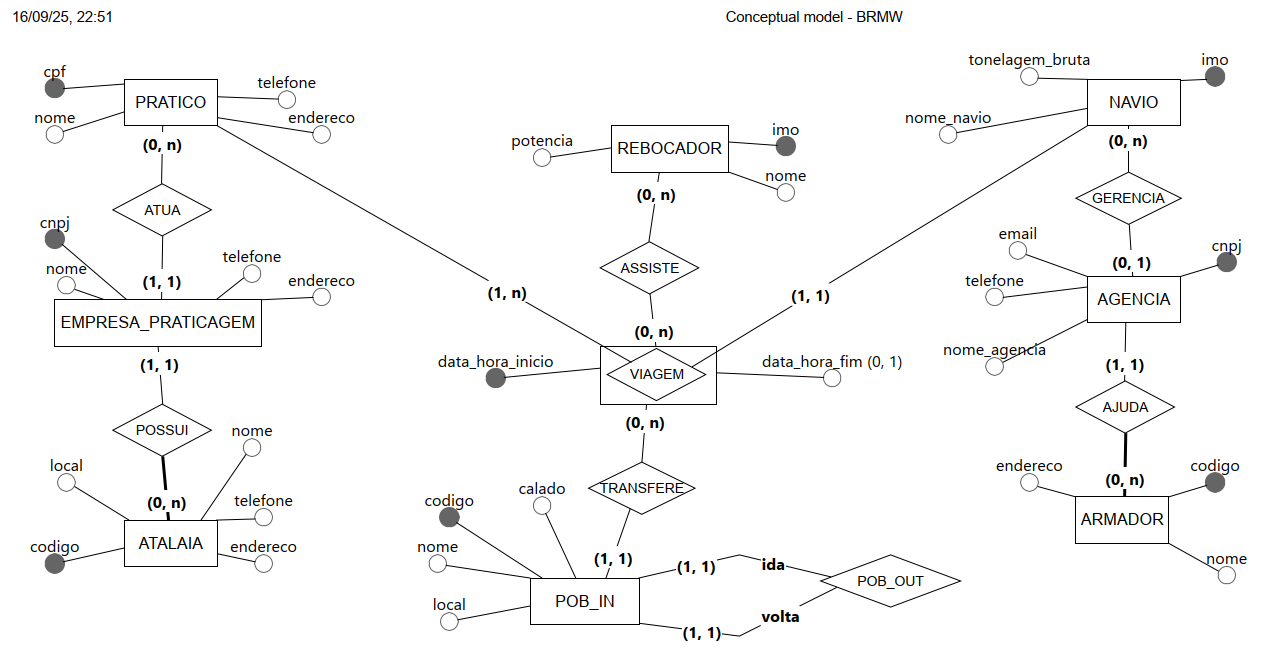 16/09/25, 22:51
Conceptual model - BRMW
cpf
telefone
nome
PRATICO
endereco
(0, n)
ATUA
cnpj
nome
telefone
endereco
(1, 1)
EMPRESA_PRATICAGEM
(1, 1)
POSSUI
nome
local
(0, n)
telefone
codigo
ATALAIA
endereco
potencia
REBOCADOR
imo
nome
(0, n)
ASSISTE
(1, n)
(1, 1)
(0, n)
data_hora_inicio
VIAGEM
data_hora_fim (0, 1)
(0, n)
TRANSFERE
codigo
calado
nome
(1, 1)
local
POB_IN
(1, 1)
ida
POB_OUT
volta
(1, 1)
tonelagem_bruta
imo
NAVIO
nome_navio
(0, n)
GERENCIA
email
cnpj
(0, 1)
telefone
AGENCIA
nome_agencia
(1, 1)
AJUDA
endereco
codigo
(0, n)
ARMADOR
nome